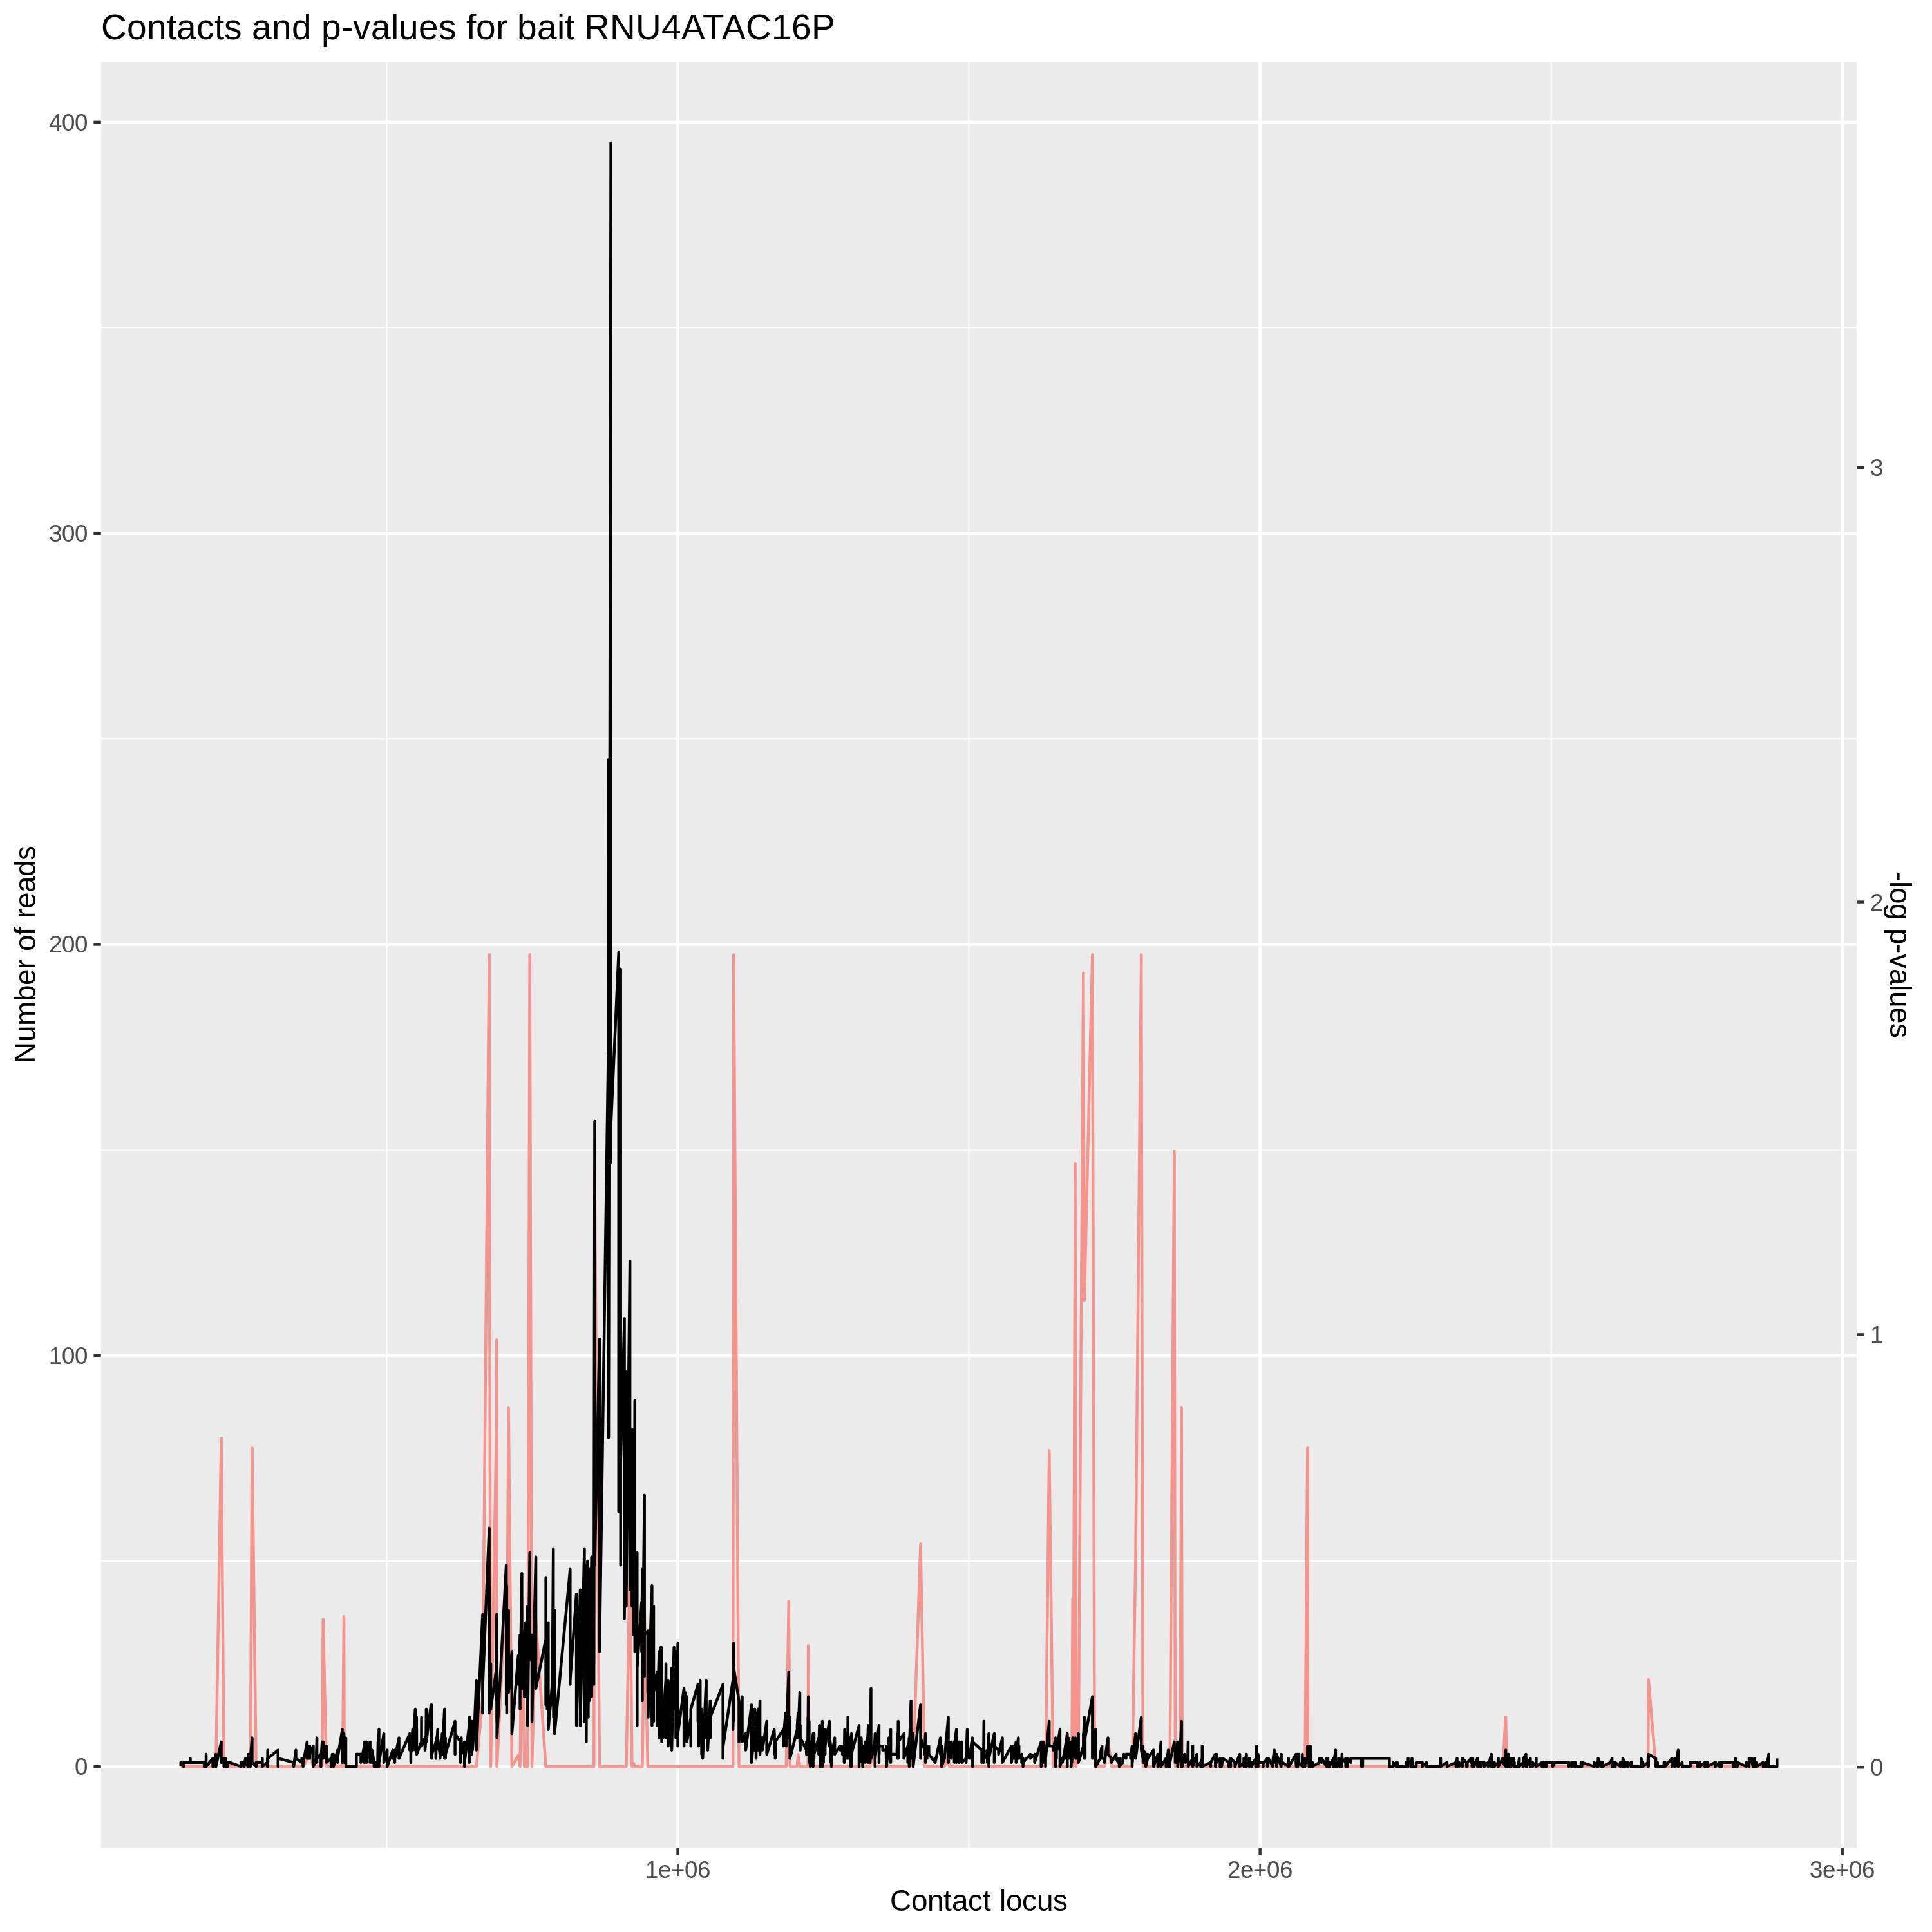 Contacts and p-values for bait RNU4ATAC16P
400
300
200
100
0
Number of reads
3
2
1
0
-log p-values
1e+06
2e+06
3e+06
Contact locus